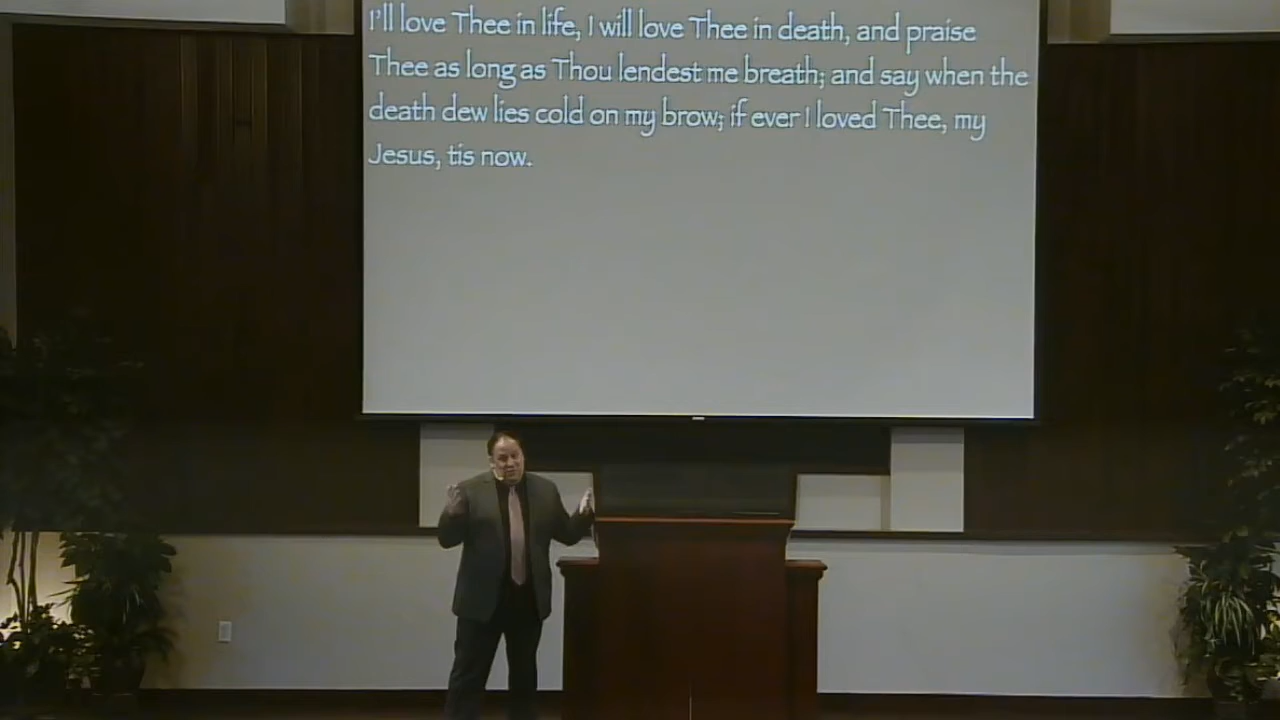 I'll love Thee in life, I will love Thee in death, and praise
Thee as long as Thou lendest me breath; and say when the
death dew lies cold on my brow; if ever I loved Thee, my
Jesus, tis now.